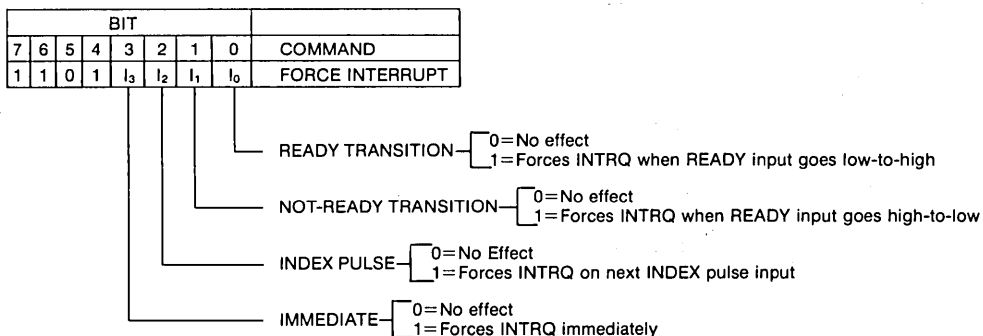 BIT
7 6 5 4 3 2 1 0 COMMAND
1 1 0 1 I₃ I₂ I₁ I₀ FORCE INTERRUPT
READY TRANSITION 0=No effect
1=Forces INTRQ when READY input goes low-to-high
NOT-READY TRANSITION 0=No effect
1=Forces INTRQ when READY input goes high-to-low
INDEX PULSE 0=No Effect
1=Forces INTRQ on next INDEX pulse input
IMMEDIATE 0=No effect
1=Forces INTRQ immediately